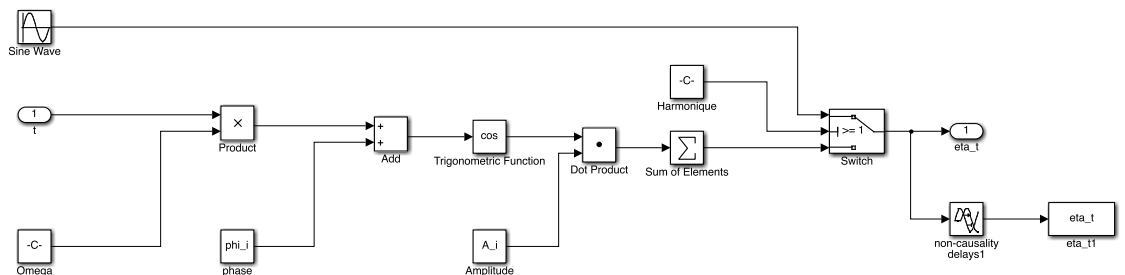 Sine Wave
-C-
Harmonique
1
t
×
Product
+
+
Add
cos
Trigonometric Function
Dot Product
Sum of Elements
>= 1
Switch
1
eta_t
-C-
Omega
phi_i
phase
A_i
Amplitude
non-causality
delays1
eta_t
eta_t1